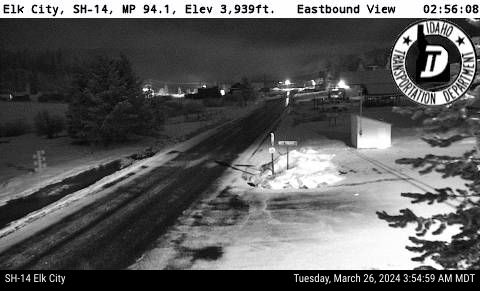 Elk City, SH-14, MP 94.1, Elev 3,939ft. Eastbound View 02:56:08
IDAHO
TRANSPORTATION DEPARTMENT
SH-14 Elk City Tuesday, March 26, 2024 3:54:59 AM MDT